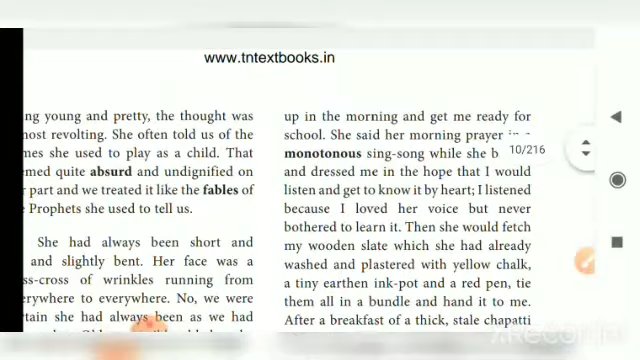 www.tntextbooks.in
ng young and pretty, the thought was
ost revolting. She often told us of the
mes she used to play as a child. That
med quite absurd and undignified on
part and we treated it like the fables of
Prophets she used to tell us.
She had always been short and
and slightly bent. Her face was a
ss-cross of wrinkles running from
erywhere to everywhere. No, we were
tain she had always been as we had
up in the morning and get me ready for
school. She said her morning prayer in a
monotonous sing-song while she b
and dressed me in the hope that I would
listen and get to know it by heart; I listened
because I loved her voice but never
bothered to learn it. Then she would fetch
my wooden slate which she had already
washed and plastered with yellow chalk,
a tiny earthen ink-pot and a red pen, tie
them all in a bundle and hand it to me.
After a breakfast of a thick, stale chapatti
10/216